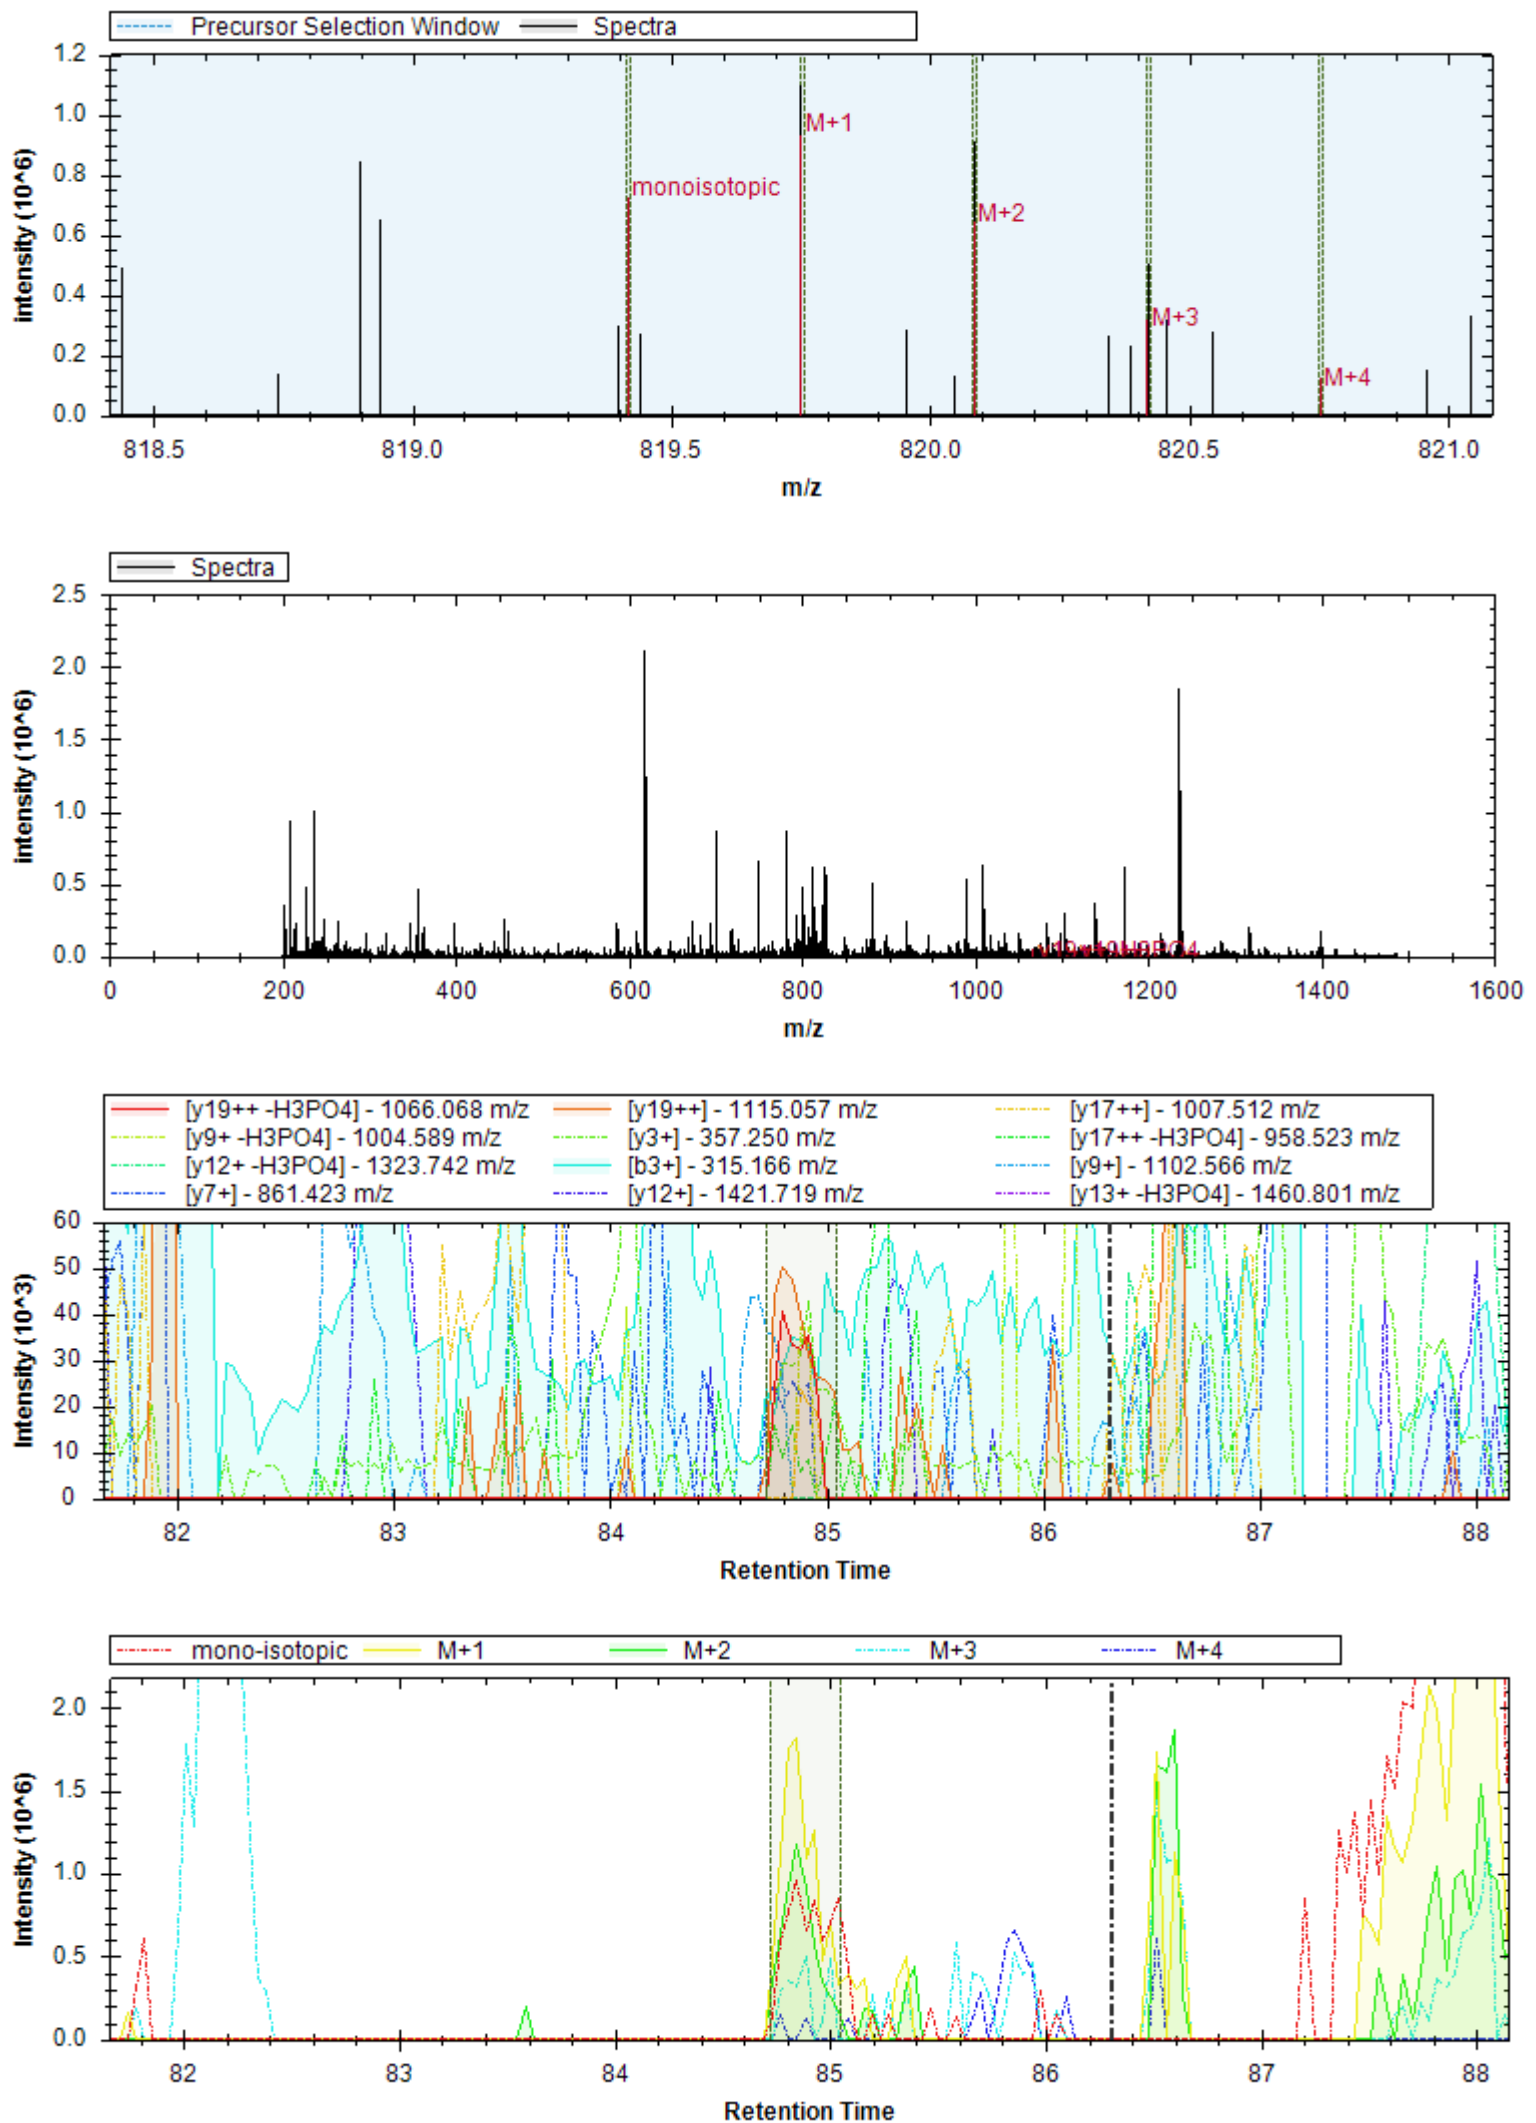 Precursor Selection Window Spectra
1.2
1.0
0.8
0.6
0.4
0.2
0.0
intensity (10^6)
monoisotopic
M+1
M+2
M+3
M+4
818.5 819.0 819.5 820.0 820.5 821.0
m/z
Spectra
2.5
2.0
1.5
1.0
0.5
0.0
intensity (10^6)
0 200 400 600 800 1000 1200 1400 1600
m/z
[y19++ -H3PO4] - 1066.068 m/z [y19++] - 1115.057 m/z [y17++] - 1007.512 m/z
[y9+ -H3PO4] - 1004.589 m/z [y3+] - 357.250 m/z [y17++ -H3PO4] - 958.523 m/z
[y12+ -H3PO4] - 1323.742 m/z [b3+] - 315.166 m/z [y9+] - 1102.566 m/z
[y7+] - 861.423 m/z [y12+] - 1421.719 m/z [y13+ -H3PO4] - 1460.801 m/z
60
50
40
30
20
10
0
Intensity (10^3)
82 83 84 85 86 87 88
Retention Time
mono-isotopic M+1 M+2 M+3 M+4
2.0
1.5
1.0
0.5
0.0
Intensity (10^6)
82 83 84 85 86 87 88
Retention Time